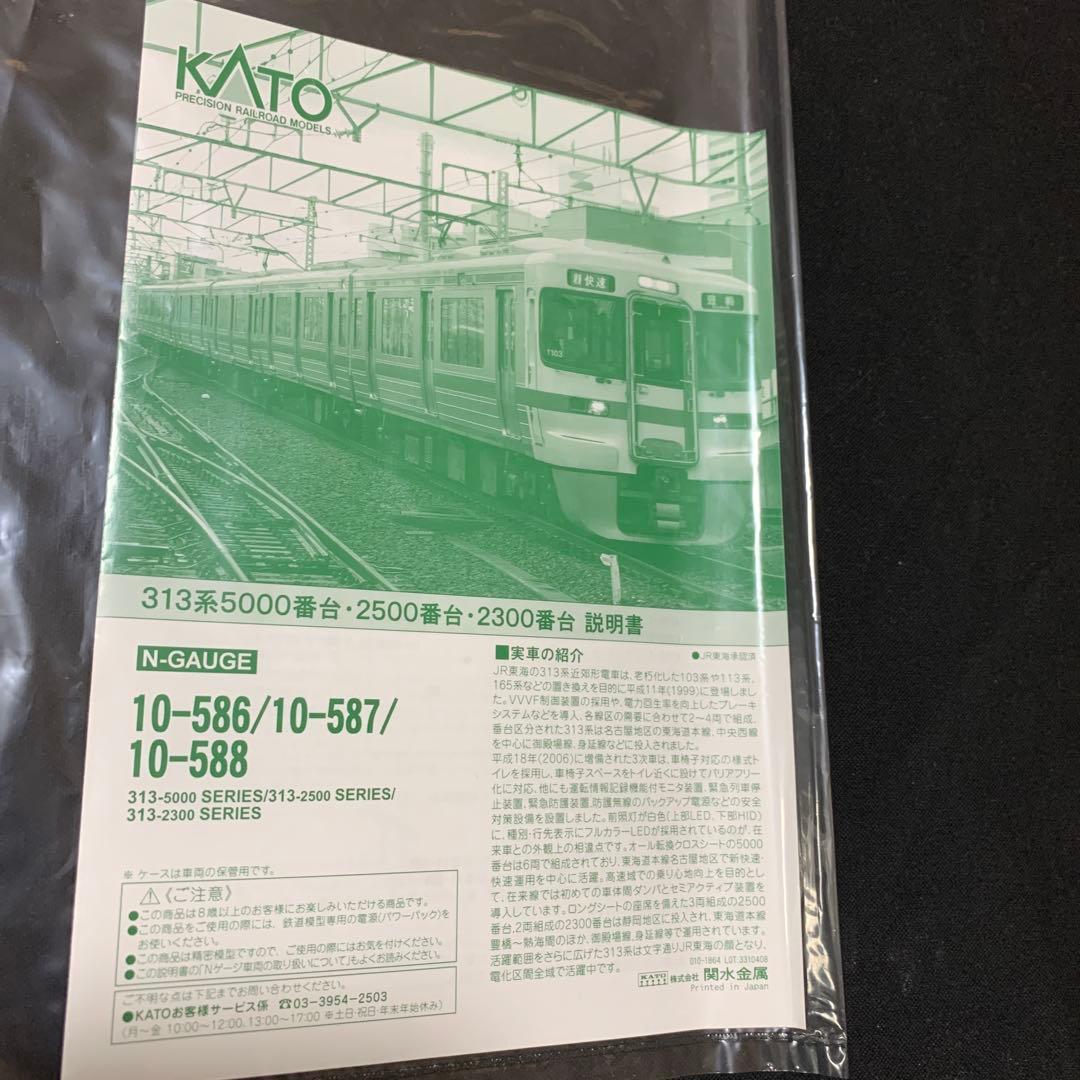 KATO
PRECISION RAILROAD MODELS
新快速
豊橋
Y103
313系5000番台・2500番台・2300番台 説明書
N-GAUGE
10-586/10-587/
10-588
313-5000 SERIES/313-2500 SERIES/
313-2300 SERIES
※ ケースは車両の保管用です。
⚠《ご注意》
●この商品は8歳以上のお客様にお楽しみいただける商品です。
●この商品をご使用の際には、鉄道模型専用の電源(パワーパック)を
お使いください。
●この商品は精密模型ですので、ご使用の際にはお気を付けください。
●この説明書の「Nゲージ車両の取り扱いについて」もよくお読みください。
ご不明な点は下記までお問い合わせください。
●KATOお客様サービス係 ☎03-3954-2503
(月〜金 10:00〜12:00、13:00〜17:00 ※土日・祝日・年末年始休み)
■実車の紹介
●JR東海承認済
JR東海の313系近郊形電車は、老朽化した103系や113系、
165系などの置き換えを目的に平成11年(1999)に登場しまし
た。VVVF制御装置の採用や、電力回生率を向上したブレーキ
システムなどを導入、各線区の需要に合わせて2〜4両で組成、
番台区分された313系は名古屋地区の東海道本線、中央西線
を中心に御殿場線、身延線などに投入されました。
平成18年(2006)に増備された3次車は、車椅子対応の様式ト
イレを採用し、車椅子スペースをトイレ近くに設けてバリアフリー
化に対応、他にも運転情報記録機能付モニタ装置、緊急列車停
止装置、緊急防護装置、防護無線のバックアップ電源などの安全
対策設備を設置しました。前照灯が白色(上部LED、下部HID)
に、種別・行先表示にフルカラーLEDが採用されているのが、在
来車との外観上の相違点です。オール転換クロスシートの5000
番台は6両で組成されており、東海道本線名古屋地区で新快速・
快速運用を中心に活躍。高速域での乗り心地向上を目的とし
て、在来線では初めての車体間ダンパとセミアクティブ装置を
導入しています。ロングシートの座席を備えた3両組成の2500
番台、2両組成の2300番台は静岡地区に投入され、東海道本線
豊橋〜熱海間のほか、御殿場線、身延線等で運用されています。
活躍範囲をさらに広げた313系は文字通りJR東海の顔となり、
電化区間全域で活躍中です。
010-1864 LOT.3310408
KATO 株式会社 関水金属
Printed in Japan